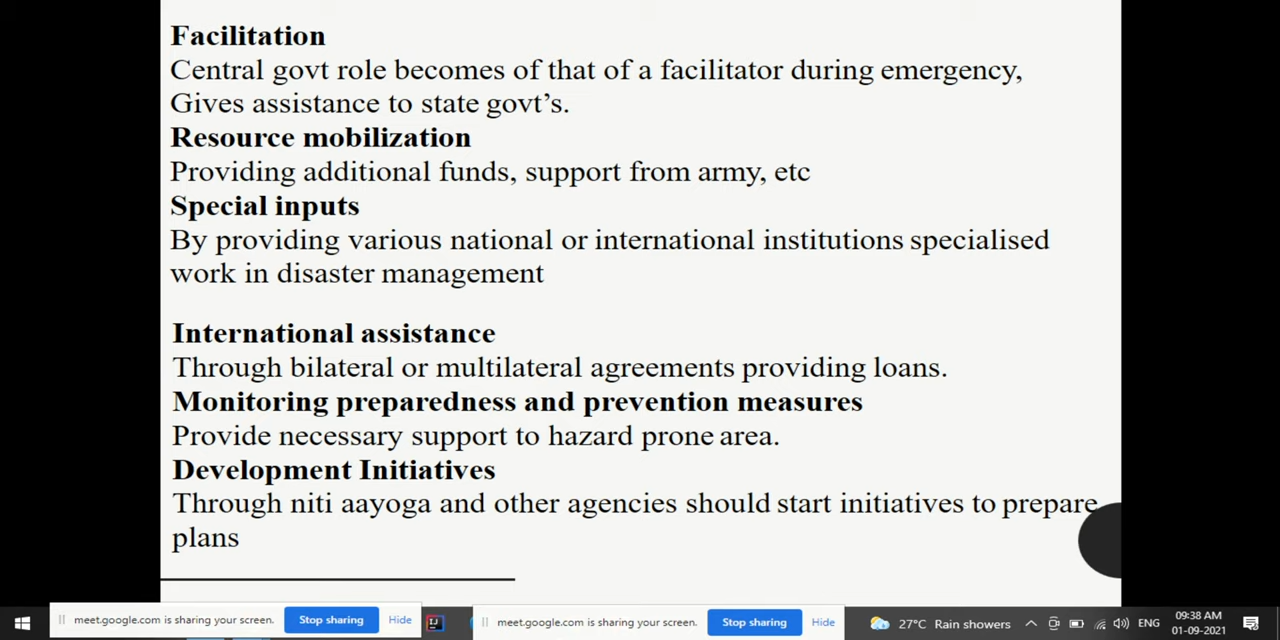 Facilitation
Central govt role becomes of that of a facilitator during emergency,
Gives assistance to state govt’s.
Resource mobilization
Providing additional funds, support from army, etc
Special inputs
By providing various national or international institutions specialised
work in disaster management
International assistance
Through bilateral or multilateral agreements providing loans.
Monitoring preparedness and prevention measures
Provide necessary support to hazard prone area.
Development Initiatives
Through niti aayoga and other agencies should start initiatives to prepare
plans
meet.google.com is sharing your screen. Stop sharing Hide
IJ
meet.google.com is sharing your screen. Stop sharing Hide
27°C Rain showers
ENG
09:38 AM
01-09-2021